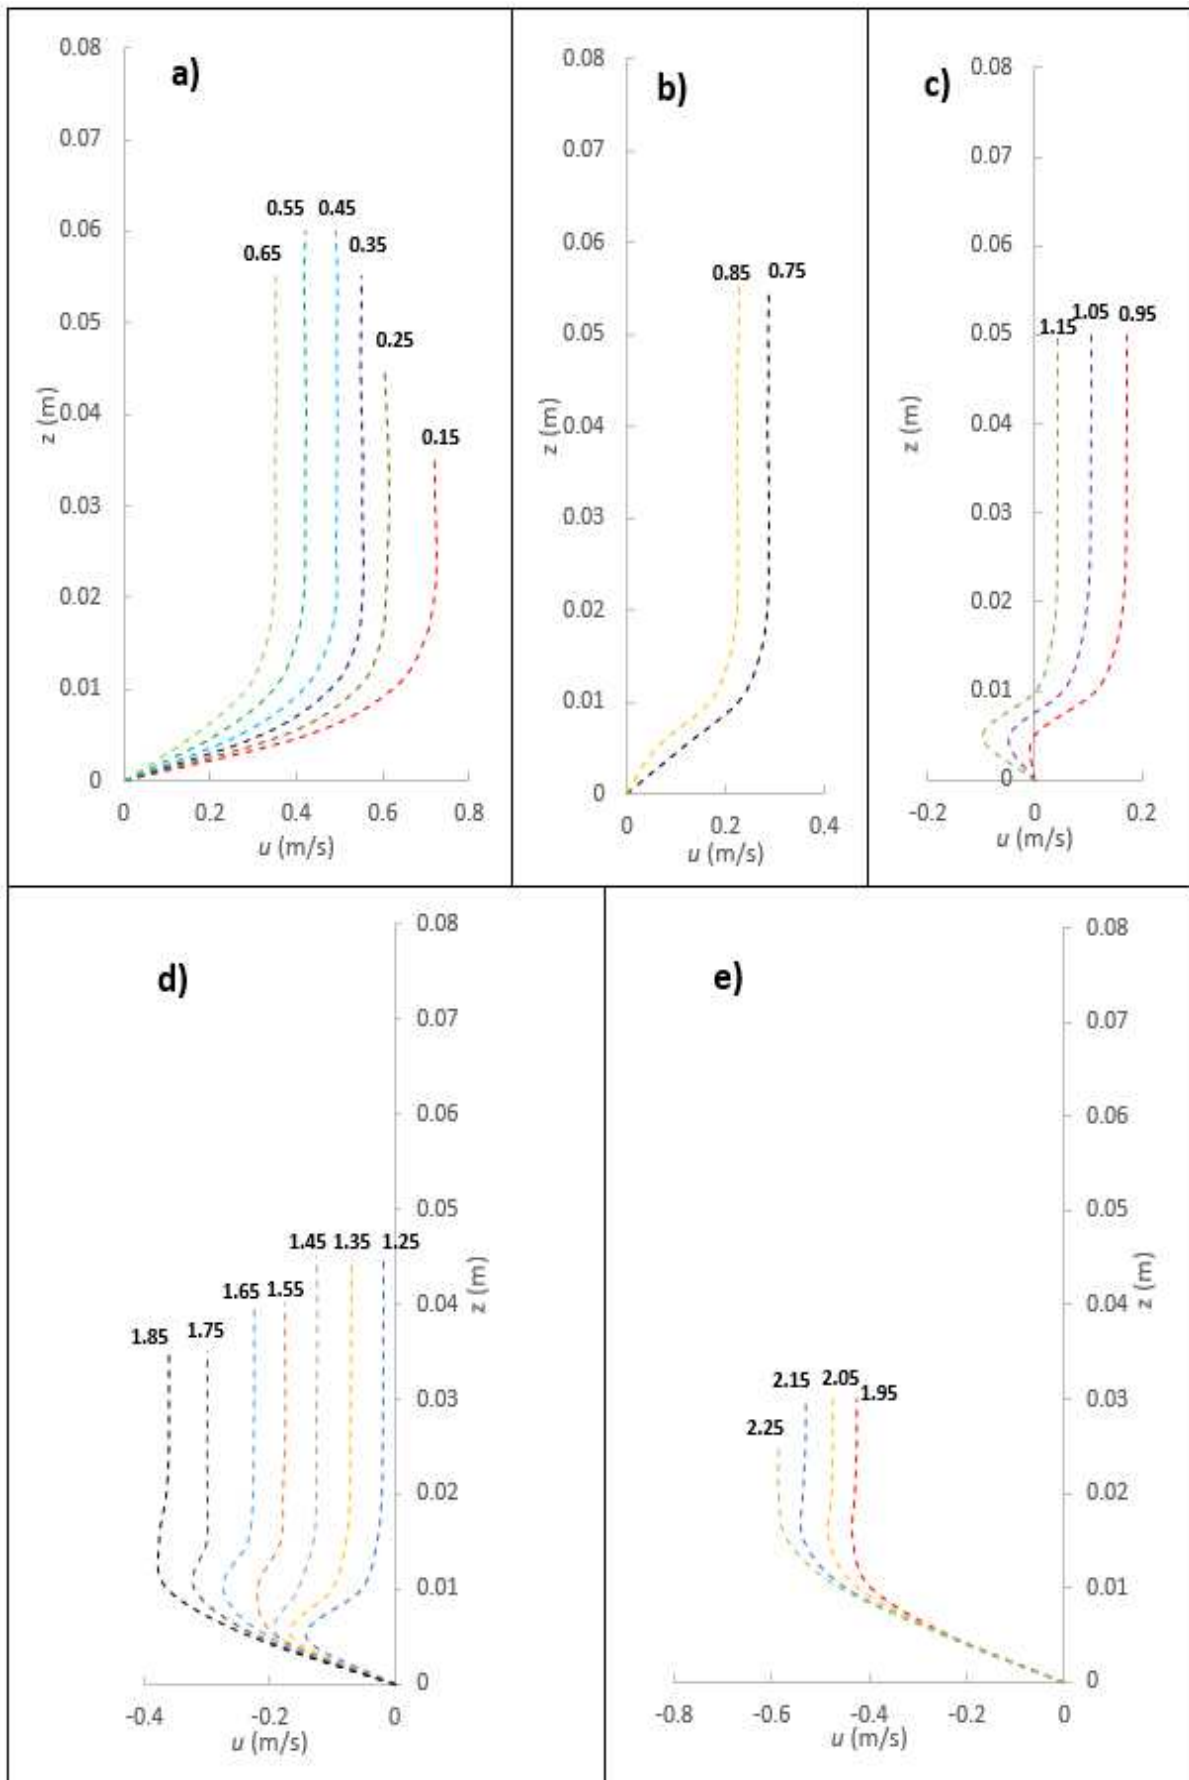 a)
0.08
0.07
0.06
0.05
0.04
0.03
0.02
0.01
0
z (m)
0.55 0.45
0.65
0.35
0.25
0.15
0 0.2 0.4 0.6 0.8
u (m/s)
b)
0.08
0.07
0.06
0.05
0.04
0.03
0.02
0.01
0
z (m)
0.85 0.75
0 0.2 0.4
u (m/s)
c)
0.08
0.07
0.06
0.05
0.04
0.03
0.02
0.01
0
z (m)
1.15 1.05 0.95
-0.2 0 0.2
u (m/s)
d)
0.08
0.07
0.06
0.05
0.04
0.03
0.02
0.01
0
z (m)
1.45 1.35 1.25
1.65 1.55
1.85 1.75
-0.4 -0.2 0
u (m/s)
e)
0.08
0.07
0.06
0.05
0.04
0.03
0.02
0.01
0
z (m)
2.15 2.05
1.95
2.25
-0.8 -0.6 -0.4 -0.2 0
u (m/s)